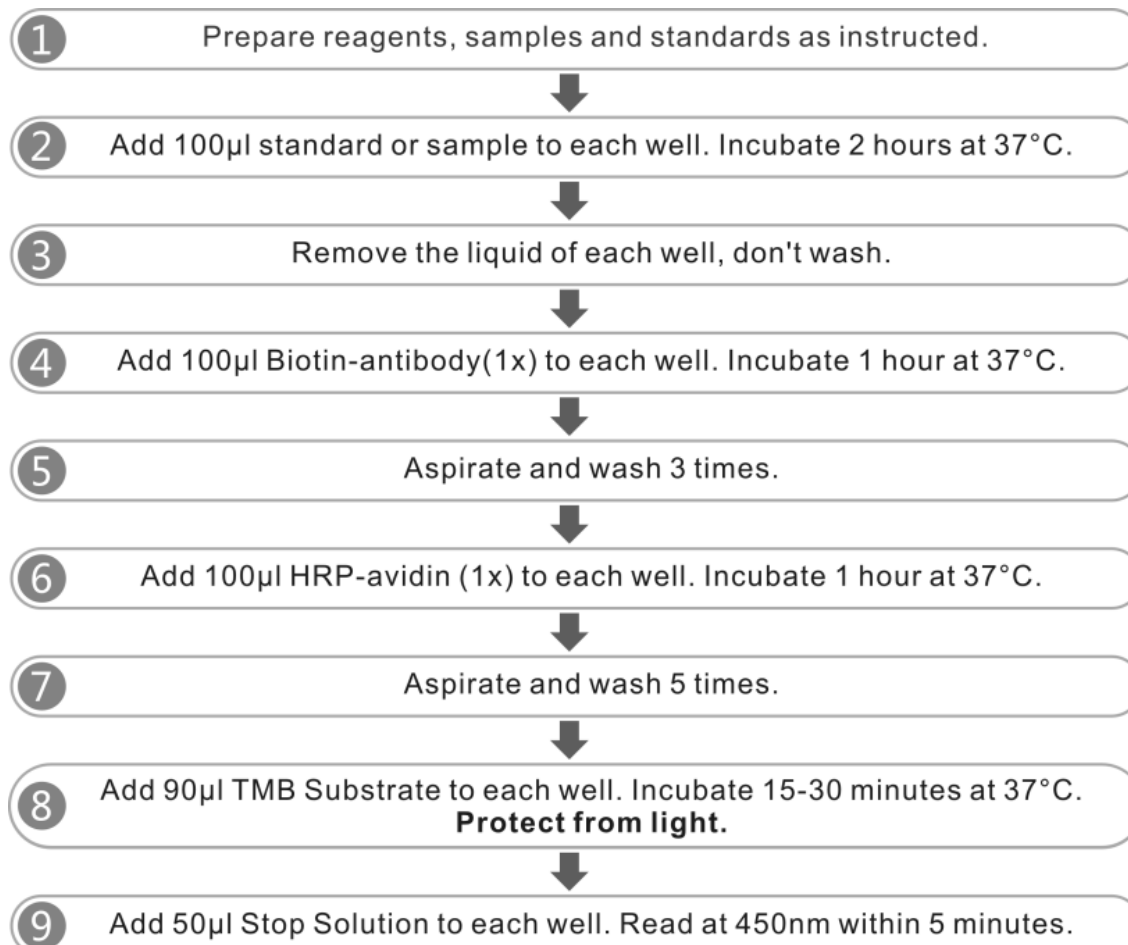 1 Prepare reagents, samples and standards as instructed.
2 Add 100μl standard or sample to each well. Incubate 2 hours at 37°C.
3 Remove the liquid of each well, don't wash.
4 Add 100μl Biotin-antibody(1x) to each well. Incubate 1 hour at 37°C.
5 Aspirate and wash 3 times.
6 Add 100μl HRP-avidin (1x) to each well. Incubate 1 hour at 37°C.
7 Aspirate and wash 5 times.
8 Add 90μl TMB Substrate to each well. Incubate 15-30 minutes at 37°C.
Protect from light.
9 Add 50μl Stop Solution to each well. Read at 450nm within 5 minutes.